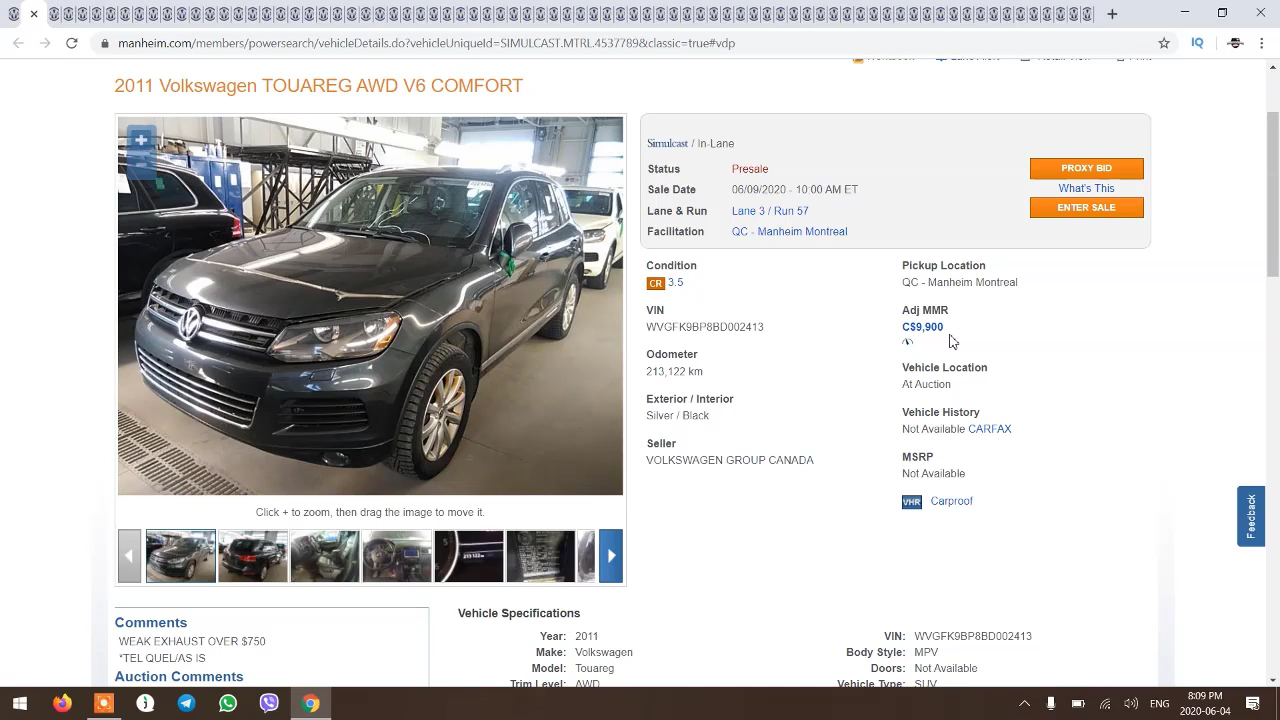 manheim.com/members/powersearch/vehicleDetails.do?vehicleUniqueId=SIMULCAST.MTRL.4537789&classic=true#vdp
IQ
2011 Volkswagen TOUAREG AWD V6 COMFORT
Simulcast / In-Lane
Status Presale
PROXY BID
Sale Date 06/09/2020 - 10:00 AM ET
What's This
Lane & Run Lane 3 / Run 57
ENTER SALE
Facilitation QC - Manheim Montreal
Condition
CR 3.5
VIN
WVGFK9BP8BD002413
Odometer
213,122 km
Exterior / Interior
Silver / Black
Seller
VOLKSWAGEN GROUP CANADA
Pickup Location
QC - Manheim Montreal
Adj MMR
C$9,900
Vehicle Location
At Auction
Vehicle History
Not Available CARFAX
MSRP
Not Available
VHR Carproof
Feedback
Click + to zoom, then drag the image to move it.
Comments
WEAK EXHAUST OVER $750
*TEL QUEL/AS IS
Auction Comments
Vehicle Specifications
Year: 2011
Make: Volkswagen
Model: Touareg
Trim Level: AWD
VIN: WVGFK9BP8BD002413
Body Style: MPV
Doors: Not Available
Vehicle Type: SUV
ENG
8:09 PM
2020-06-04